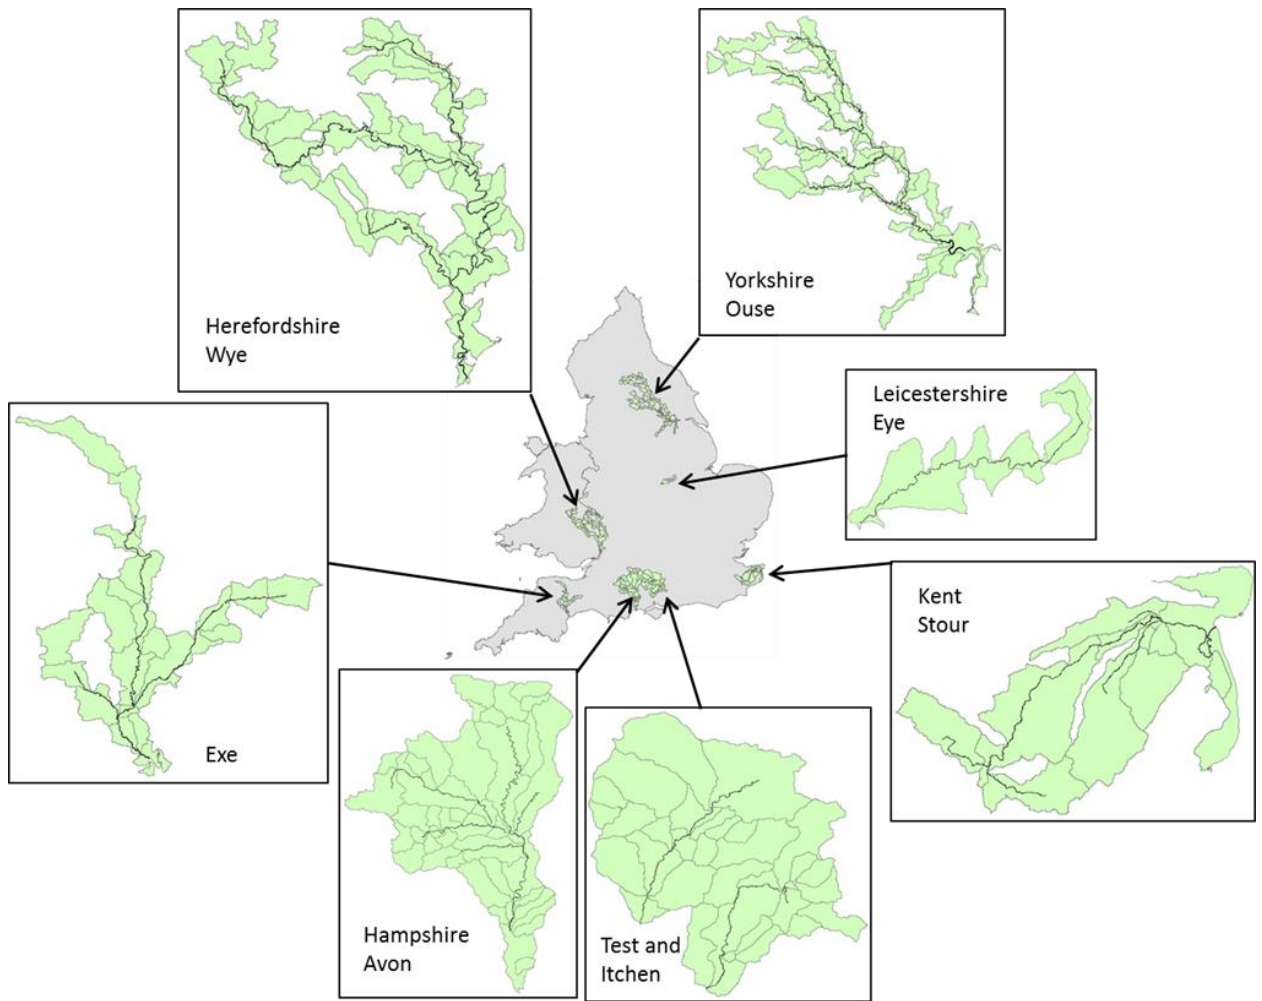 Herefordshire
Wye
Yorkshire
Ouse
Leicestershire
Eye
Kent
Stour
Exe
Hampshire
Avon
Test and
Itchen